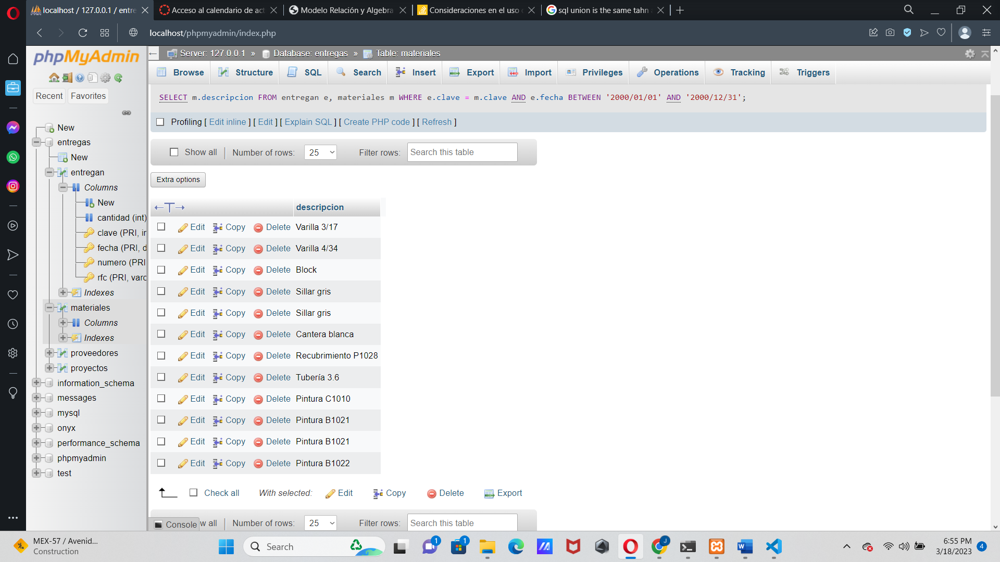 localhost / 127.0.0.1 / entre
Acceso al calendario de act
Modelo Relación y Algebra
Consideraciones en el uso
sql union is the same tahn
localhost/phpmyadmin/index.php
phpMyAdmin
Recent
Favorites
New
entregas
New
entregan
Columns
New
cantidad (int)
clave (PRI, in
fecha (PRI, d
numero (PRI
rfc (PRI, varc
Indexes
materiales
Columns
Indexes
proveedores
proyectos
information_schema
messages
mysql
onyx
performance_schema
phpmyadmin
test
Server: 127.0.0.1 » Database: entregas » Table: materiales
Browse Structure SQL Search Insert Export Import Privileges Operations Tracking Triggers
SELECT m.descripcion FROM entregan e, materiales m WHERE e.clave = m.clave AND e.fecha BETWEEN '2000/01/01' AND '2000/12/31';
Profiling [ Edit inline ] [ Edit ] [ Explain SQL ] [ Create PHP code ] [ Refresh ]
Show all Number of rows: 25 Filter rows: Search this table
Extra options
descripcion
Edit Copy Delete Varilla 3/17
Edit Copy Delete Varilla 4/34
Edit Copy Delete Block
Edit Copy Delete Sillar gris
Edit Copy Delete Sillar gris
Edit Copy Delete Cantera blanca
Edit Copy Delete Recubrimiento P1028
Edit Copy Delete Tubería 3.6
Edit Copy Delete Pintura C1010
Edit Copy Delete Pintura B1021
Edit Copy Delete Pintura B1021
Edit Copy Delete Pintura B1022
Check all With selected: Edit Copy Delete Export
Console w all Number of rows: 25 Filter rows: Search this table
MEX-57 / Avenid...
Construction
Search
1
1
6:55 PM
3/18/2023
4